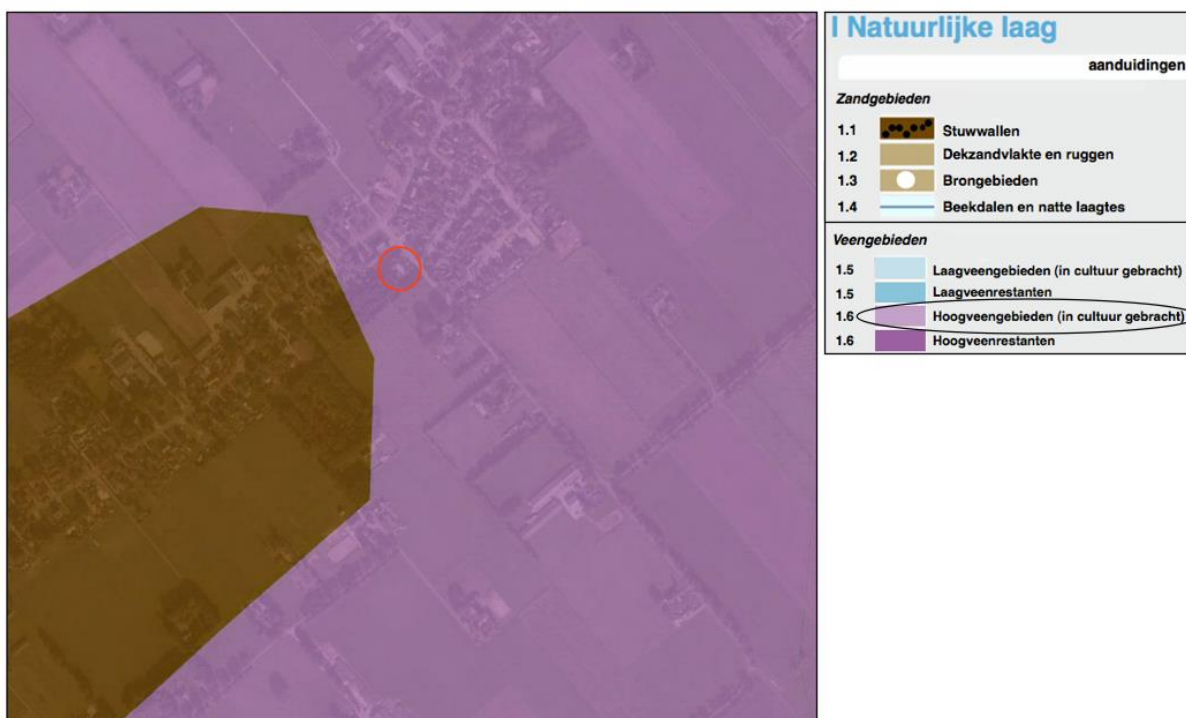 I Natuurlijke laag
aanduidingen
Zandgebieden
1.1 Stuwwallen
1.2 Dekzandvlakte en ruggen
1.3 Brongebieden
1.4 Beekdalen en natte laagtes
Veengebieden
1.5 Laagveengebieden (in cultuur gebracht)
1.5 Laagveenrestanten
1.6 Hoogveengebieden (in cultuur gebracht)
1.6 Hoogveenrestanten